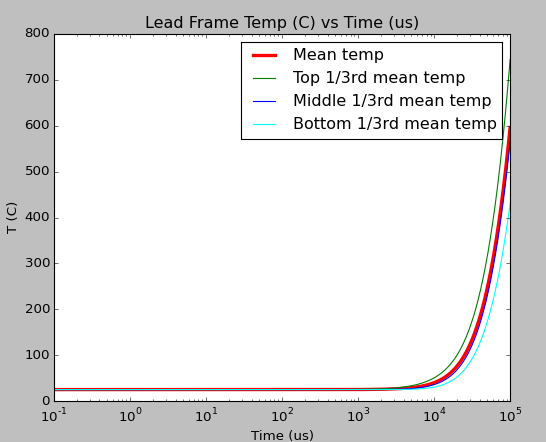 Lead Frame Temp (C) vs Time (us)
800
700
600
500
400
300
200
100
0
T (C)
Mean temp
Top 1/3rd mean temp
Middle 1/3rd mean temp
Bottom 1/3rd mean temp
10^-1 10^0 10^1 10^2 10^3 10^4 10^5
Time (us)